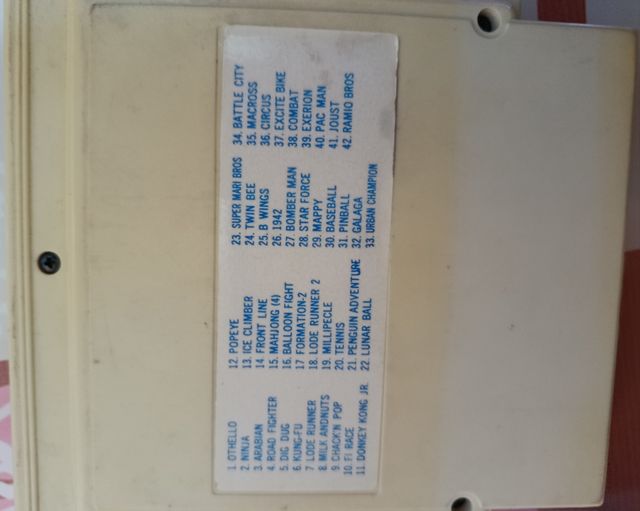 1. OTHELLO
2. NINJA
3. ARABIAN
4. ROAD FIGHTER
5. DIG DUG
6. KUNG-FU
7 LODE RUNNER
8. MILK ANDNUTS
9. CHACK'N POP
10. FI RACE
11. DONKEY KONG JR.
12 POPEYE
13. ICE CLIMBER
14 FRONT LINE
15. MAHJONG (4)
16. BALLOON FIGHT
17 FORMATION-2
18. LODE RUNNER 2
19. MILLIPECLE
20. TENNIS
21. PENGUIN ADVENTURE
22. LUNAR BALL
23. SUPER MARI BROS
24. TWIN BEE
25. B WINGS
26. 1942
27. BOMBER MAN
28. STAR FORCE
29. MAPPY
30. BASEBALL
31. PINBALL
32. GALAGA
33. URBAN CHAMPION
34. BATTLE CITY
35. MACROSS
36. CIRCUS
37. EXCITE BIKE
38. COMBAT
39. EXERION
40. PAC MAN
41. JOUST
42. RAMIO BROS